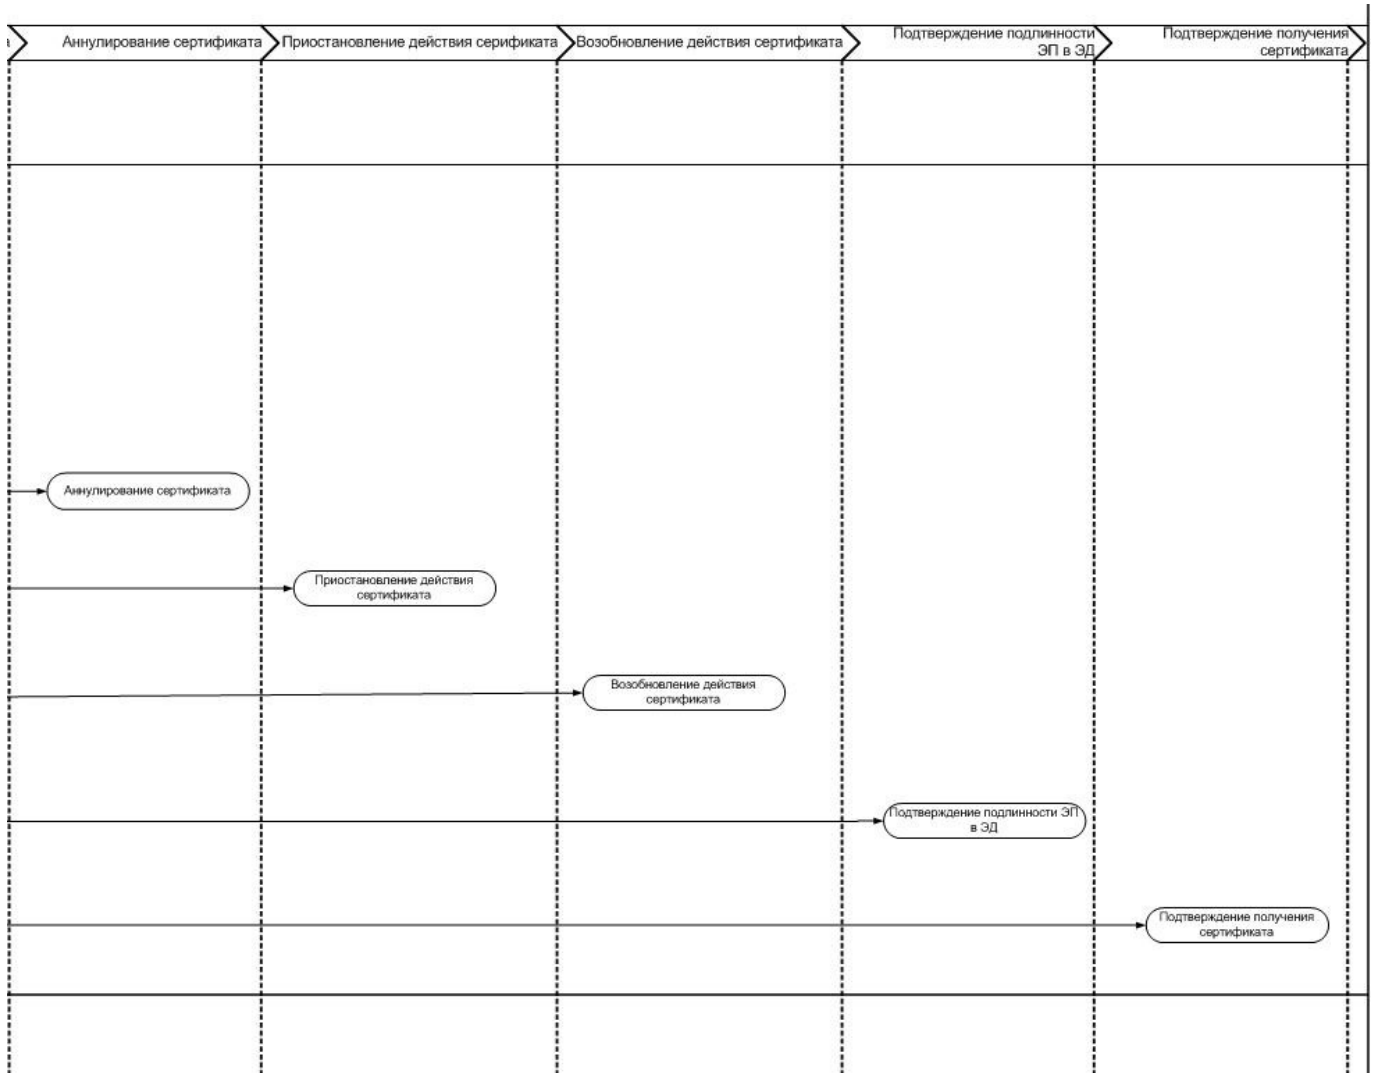 а
Аннулирование сертификата
Приостановление действия серификата
Возобновление действия сертификата
Подтверждение подлинности
ЭП в ЭД
Подтверждение получения
сертификата
Аннулирование сертификата
Приостановление действия
сертификата
Возобновление действия
сертификата
Подтверждение подлинности ЭП
в ЭД
Подтверждение получения
сертификата